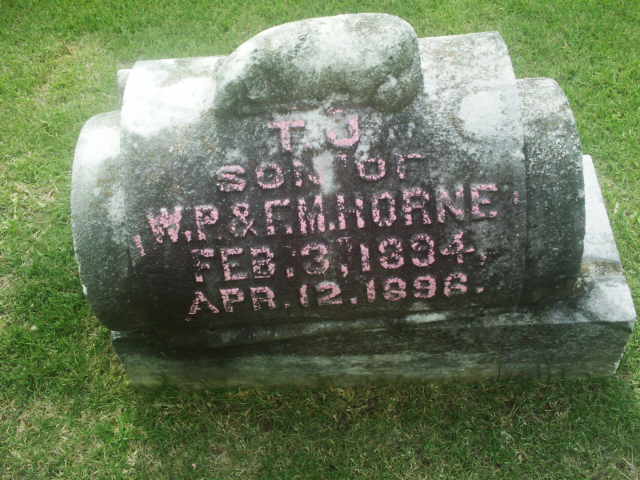 T J
SON OF
W.P. & F.M. HORNE
FEB. 3, 1894,
APR. 12. 1896.